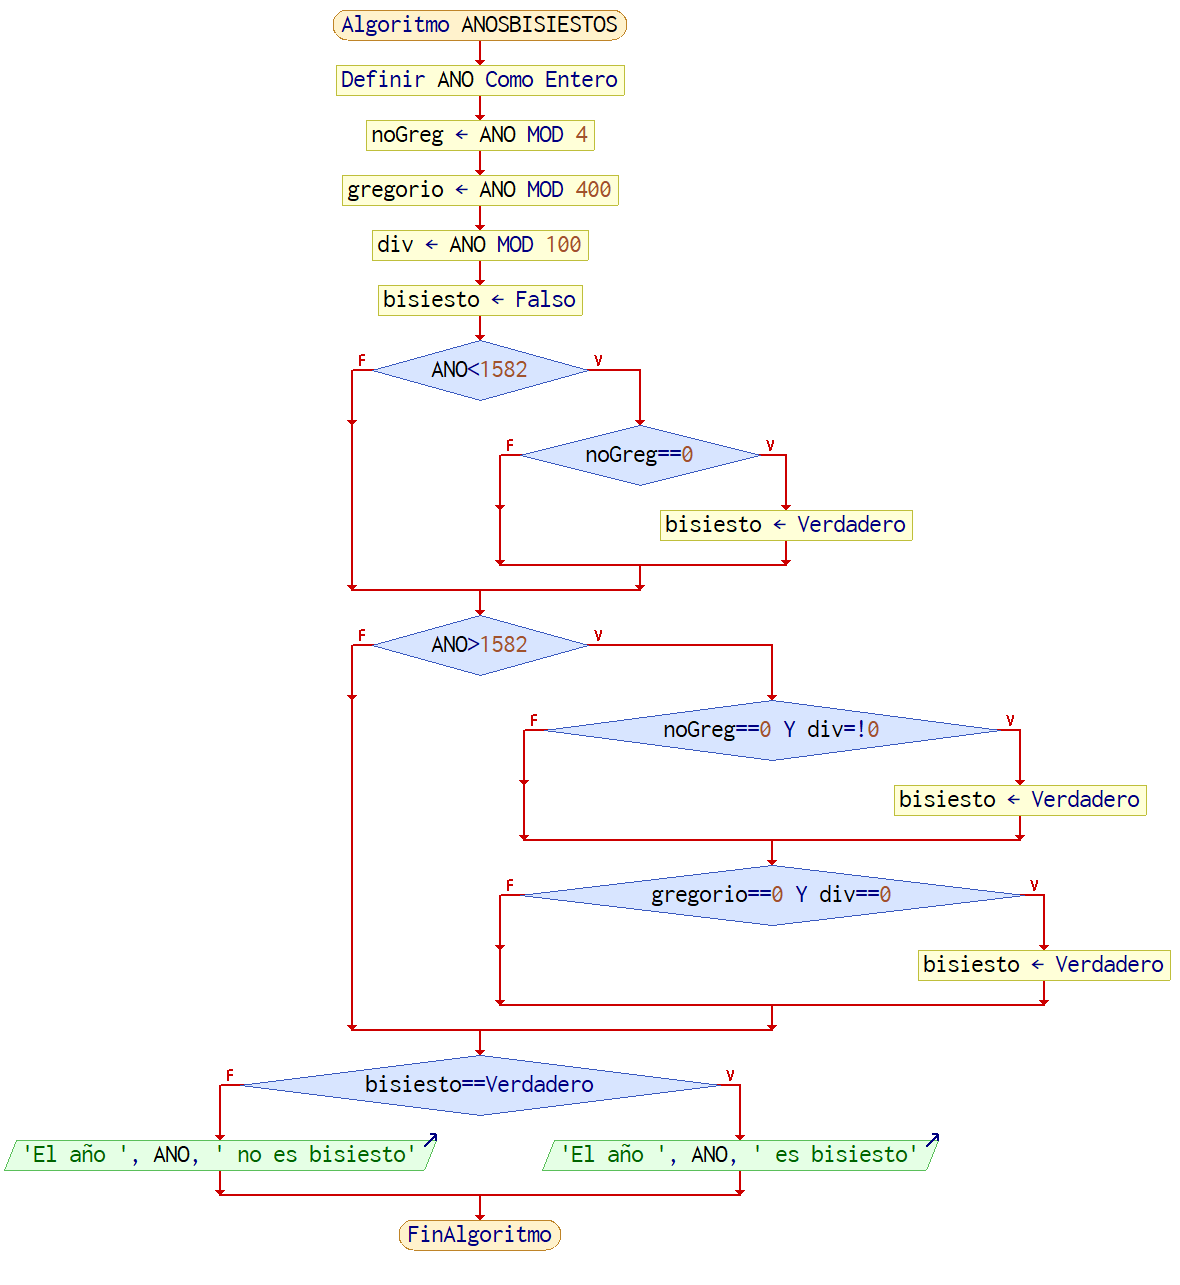 Algoritmo ANOSBISIESTOS
Definir ANO Como Entero
noGreg ← ANO MOD 4
gregorio ← ANO MOD 400
div ← ANO MOD 100
bisiesto ← Falso
F
ANO<1582
V
F
noGreg==0
V
bisiesto ← Verdadero
F
ANO>1582
V
F
noGreg==0 Y div=!0
V
bisiesto ← Verdadero
F
gregorio==0 Y div==0
V
bisiesto ← Verdadero
F
bisiesto==Verdadero
V
'El año ', ANO, ' no es bisiesto'
'El año ', ANO, ' es bisiesto'
FinAlgoritmo